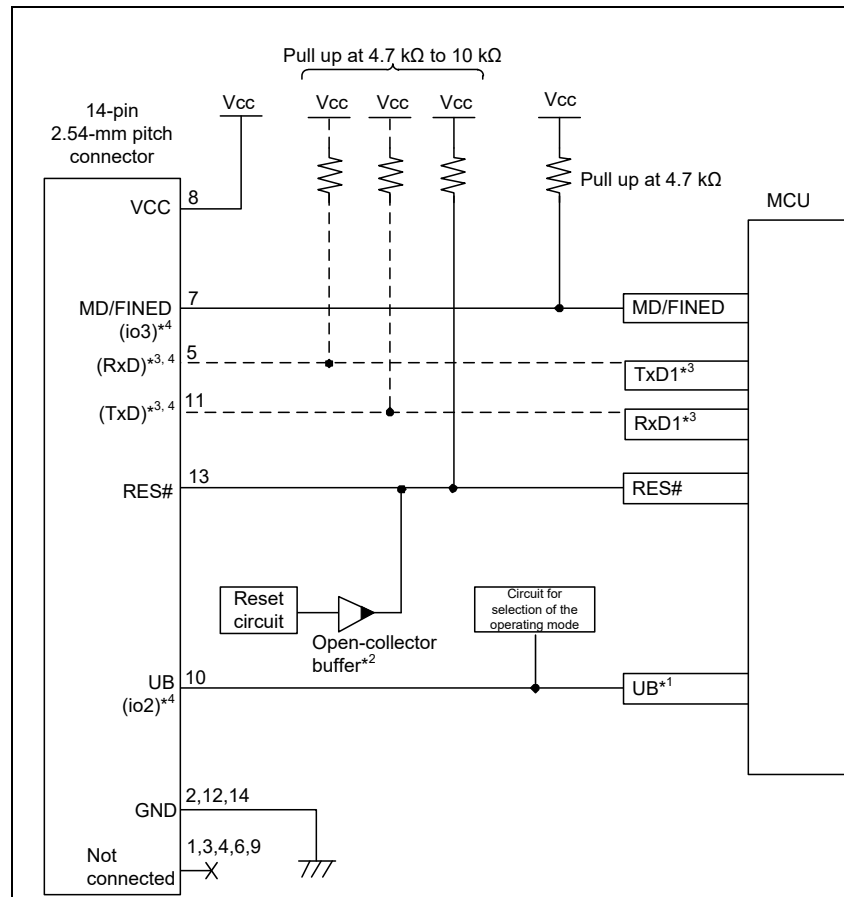 Pull up at 4.7 kΩ to 10 kΩ
Vcc
Vcc
Vcc
Vcc
Vcc
14-pin
2.54-mm pitch
connector
Pull up at 4.7 kΩ
MCU
VCC
8
MD/FINED
(io3)*4
7
MD/FINED
(RxD)*3, 4
5
TxD1*3
(TxD)*3, 4
11
RxD1*3
RES#
13
RES#
Reset
circuit
Open-collector
buffer*2
Circuit for
selection of the
operating mode
UB
(io2)*4
10
UB*1
GND
2,12,14
Not
connected
1,3,4,6,9